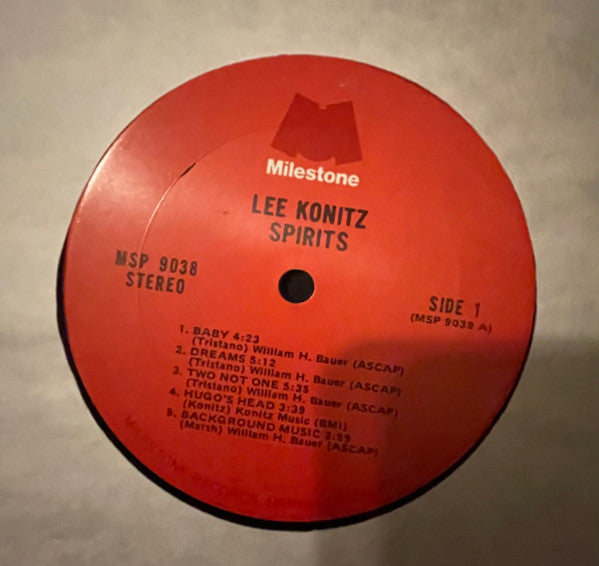 Milestone
LEE KONITZ
SPIRITS
MSP 9038
STEREO
SIDE 1
(MSP 9038 A)
1. BABY 4:23
(Tristano) William H. Bauer (ASCAP)
2. DREAMS 5:12
(Tristano) William H. Bauer (ASCAP)
3. TWO NOT ONE 5:35
(Tristano) William H. Bauer (ASCAP)
4. HUGO'S HEAD 3:39
(Konitz) Konitz Music (BMI)
5. BACKGROUND MUSIC 3:59
(Marsh) William H. Bauer (ASCAP)
MILESTONE RECORDS